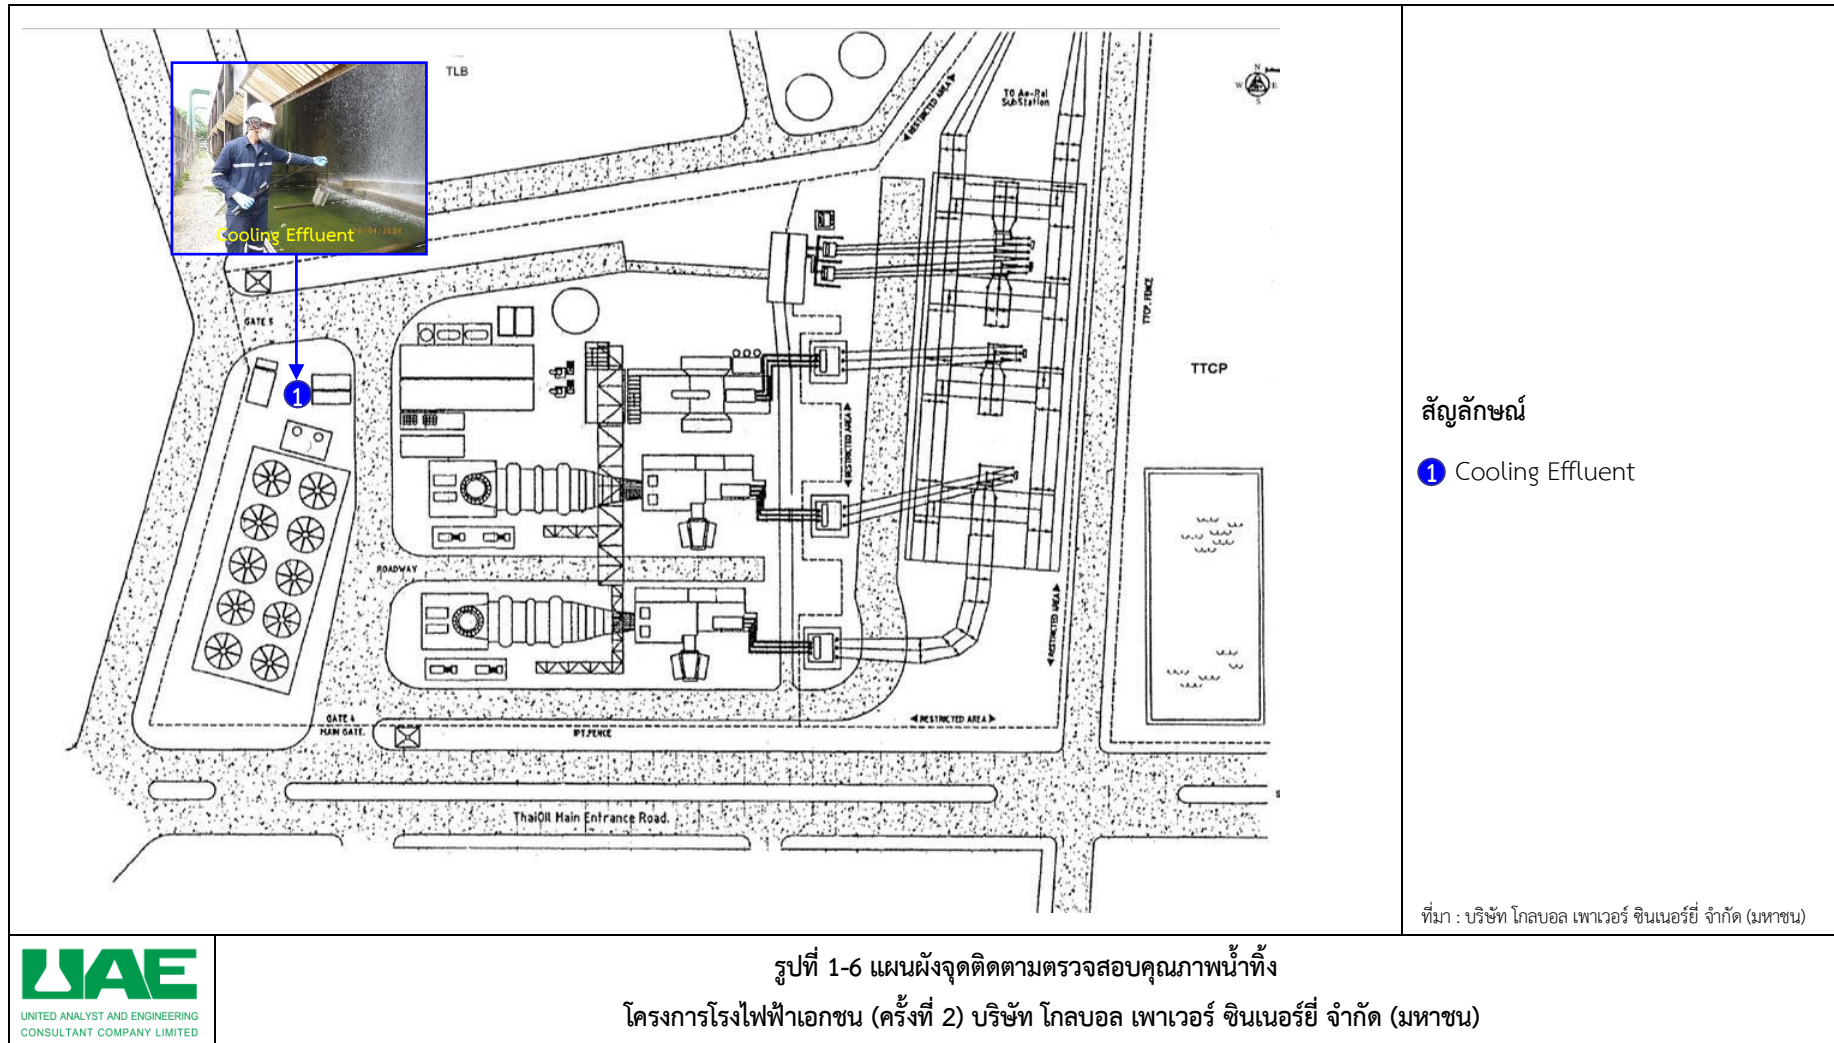 TLB
TO Ao-Pai
SubStation
N
W
E
S
RESTRICTED AREA
Cooling Effluent
20/04/2024
GATE 5
TTCP. FENCE
TTCP
1
RESTRICTED AREA
สัญลักษณ์
1 Cooling Effluent
ROADWAY
RESTRICTED AREA
GATE 4
MAIN GATE.
IPT.FENCE
RESTRICTED AREA
ThaiOil Main Entrance Road.
ที่มา : บริษัท โกลบอล เพาเวอร์ ซินเนอร์ยี่ จำกัด (มหาชน)
UAE
UNITED ANALYST AND ENGINEERING
CONSULTANT COMPANY LIMITED
รูปที่ 1-6 แผนผังจุดติดตามตรวจสอบคุณภาพน้ำทิ้ง
โครงการโรงไฟฟ้าเอกชน (ครั้งที่ 2) บริษัท โกลบอล เพาเวอร์ ซินเนอร์ยี่ จำกัด (มหาชน)